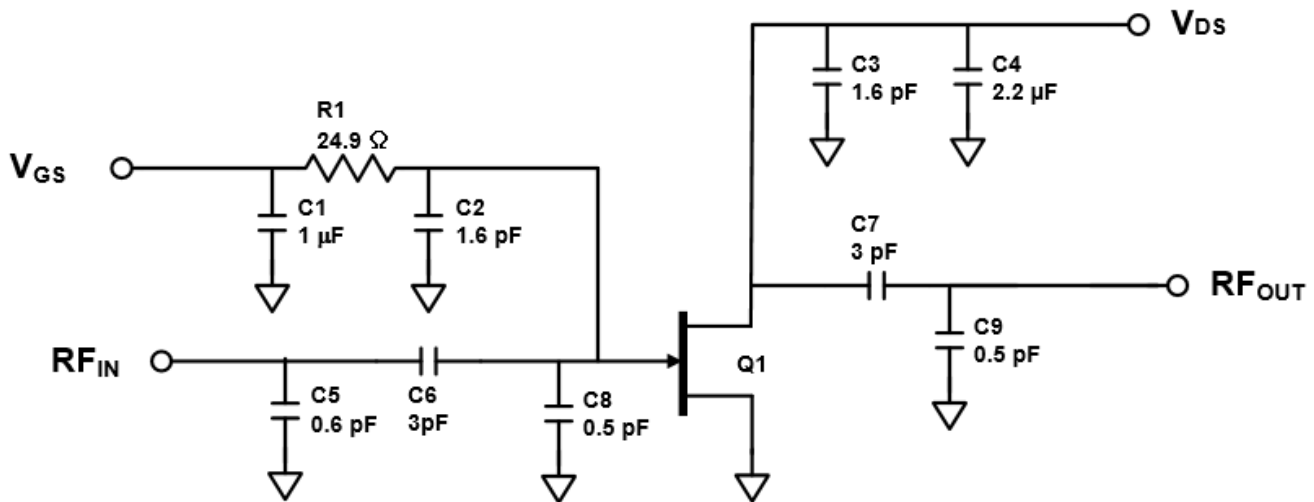 VDS
C3
1.6 pF
C4
2.2 µF
R1
24.9 Ω
VGS
C1
1 µF
C2
1.6 pF
C7
3 pF
RFOUT
C9
0.5 pF
RFIN
Q1
C5
0.6 pF
C6
3pF
C8
0.5 pF